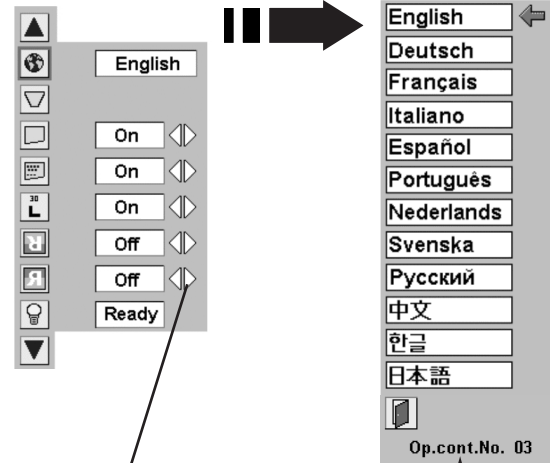 English
On
On
30
L
On
R
Off
R
Off
Ready
English
Deutsch
Français
Italiano
Español
Português
Nederlands
Svenska
Русский
中文
한글
日本語
Op.cont.No. 03